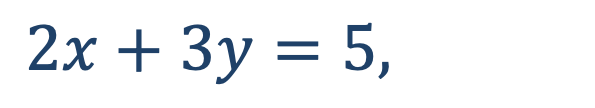 2x + 3y = 5,